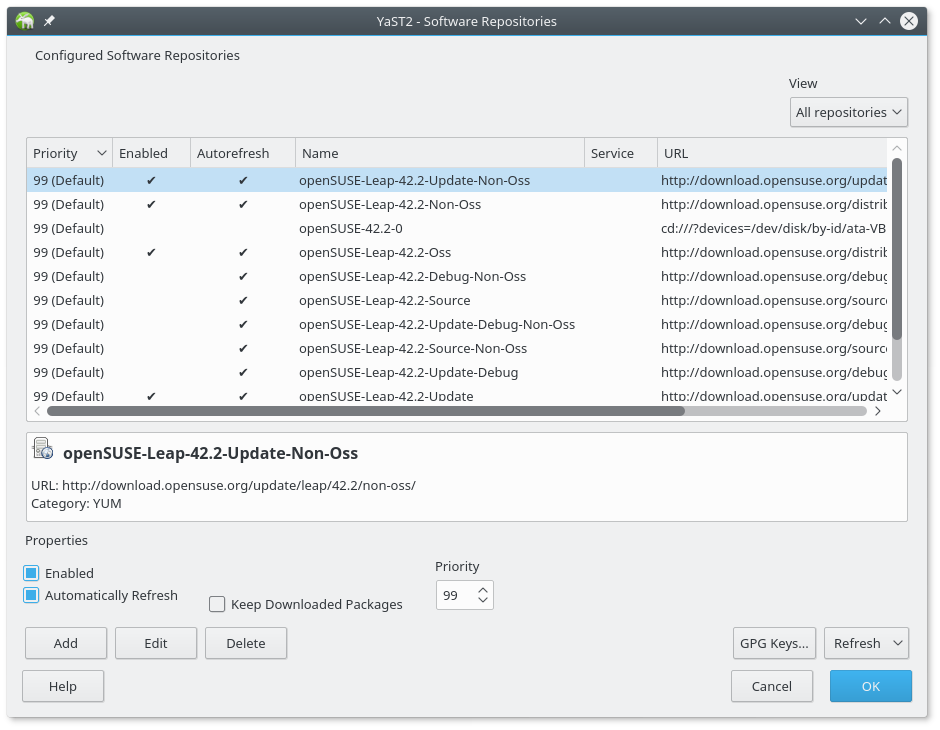 YaST2 - Software Repositories
Configured Software Repositories
View
All repositories
Priority Enabled Autorefresh Name Service URL
99 (Default) ✔ ✔ openSUSE-Leap-42.2-Update-Non-Oss http://download.opensuse.org/updat
99 (Default) ✔ ✔ openSUSE-Leap-42.2-Non-Oss http://download.opensuse.org/distrib
99 (Default) openSUSE-42.2-0 cd:///?devices=/dev/disk/by-id/ata-VB
99 (Default) ✔ ✔ openSUSE-Leap-42.2-Oss http://download.opensuse.org/distrib
99 (Default) ✔ openSUSE-Leap-42.2-Debug-Non-Oss http://download.opensuse.org/debug
99 (Default) ✔ openSUSE-Leap-42.2-Source http://download.opensuse.org/source
99 (Default) ✔ openSUSE-Leap-42.2-Update-Debug-Non-Oss http://download.opensuse.org/debug
99 (Default) ✔ openSUSE-Leap-42.2-Source-Non-Oss http://download.opensuse.org/source
99 (Default) ✔ openSUSE-Leap-42.2-Update-Debug http://download.opensuse.org/debug
99 (Default) ✔ ✔ openSUSE-Leap-42.2-Update http://download.opensuse.org/updat
openSUSE-Leap-42.2-Update-Non-Oss
URL: http://download.opensuse.org/update/leap/42.2/non-oss/
Category: YUM
Properties
Enabled
Automatically Refresh
Keep Downloaded Packages
Priority
99
Add Edit Delete GPG Keys... Refresh
Help Cancel OK